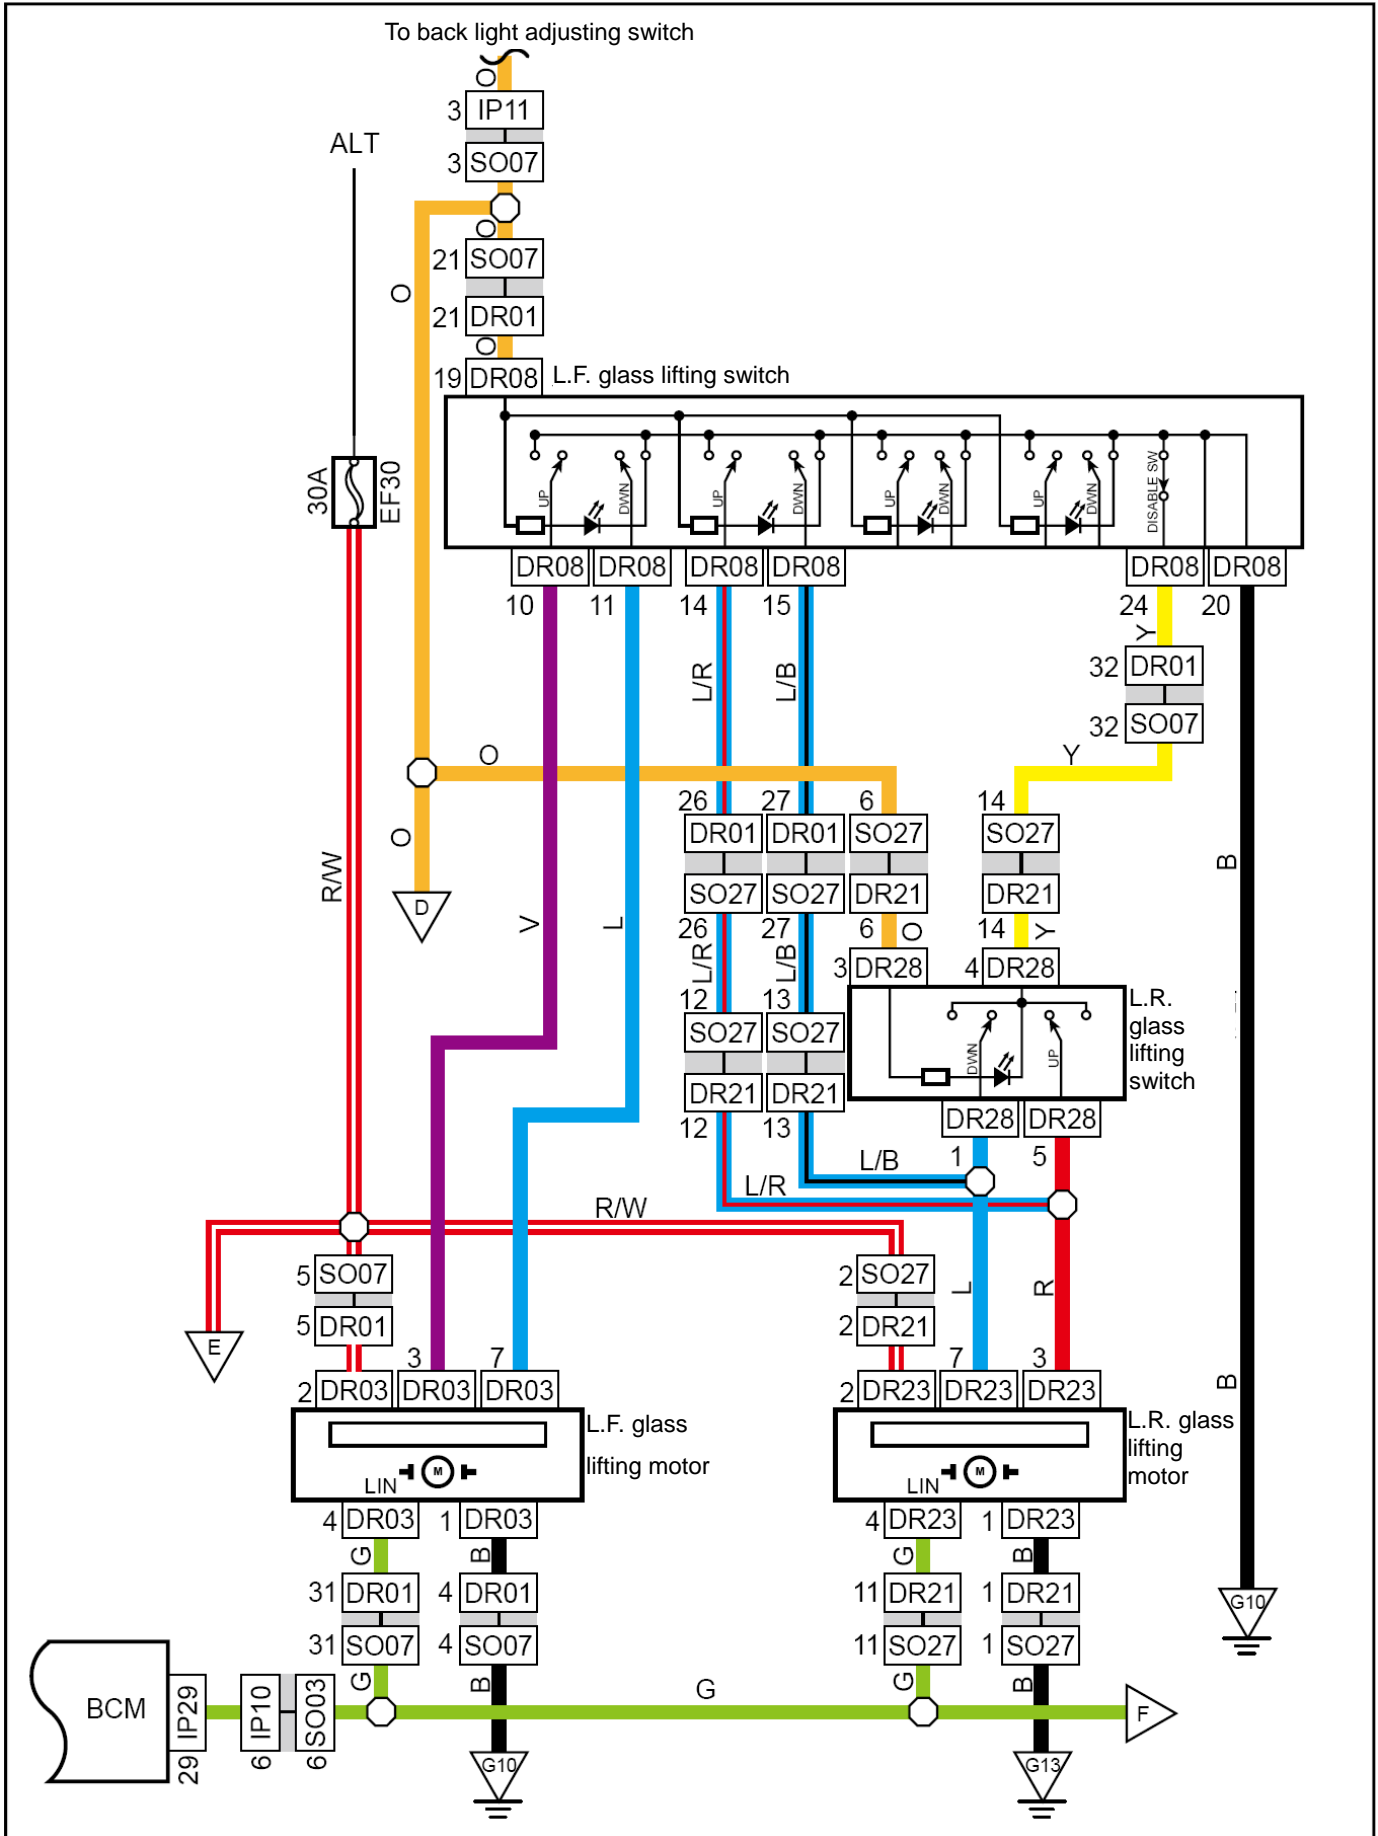 To back light adjusting switch
O
3 IP11
ALT
3 SO07
O
21 SO07
O
21 DR01
O
19 DR08 L.F. glass lifting switch
30A
EF30
UP DWN UP DWN UP DWN UP DWN DISABLE SW
DR08 DR08 DR08 DR08 DR08 DR08
10 11 14 15 24 20
Y
L/R L/B 32 DR01
32 SO07
O Y
26 27 6 14
DR01 DR01 SO27 SO27
O
R/W B
SO27 SO27 DR21 DR21
D
V L
26 27 6 O 14 Y
L/R L/B 3 DR28 4 DR28
12 13 L.R.
SO27 SO27 glass
lifting
DWN UP
switch
DR21 DR21
DR28 DR28
12 13
L/B 1 5
L/R
R/W
5 SO07 2 SO27
L R
5 DR01 2 DR21
E
3 7 7 3
2 DR03 DR03 DR03 2 DR23 DR23 DR23
B
L.F. glass L.R. glass
lifting
lifting motor motor
M M
LIN LIN
4 DR03 1 DR03 4 DR23 1 DR23
G B G B
31 DR01 4 DR01 11 DR21 1 DR21
G10
31 SO07 4 SO07 11 SO27 1 SO27
G B G B
BCM IP29 IP10 SO03 G F
29 6 6
G10 G13